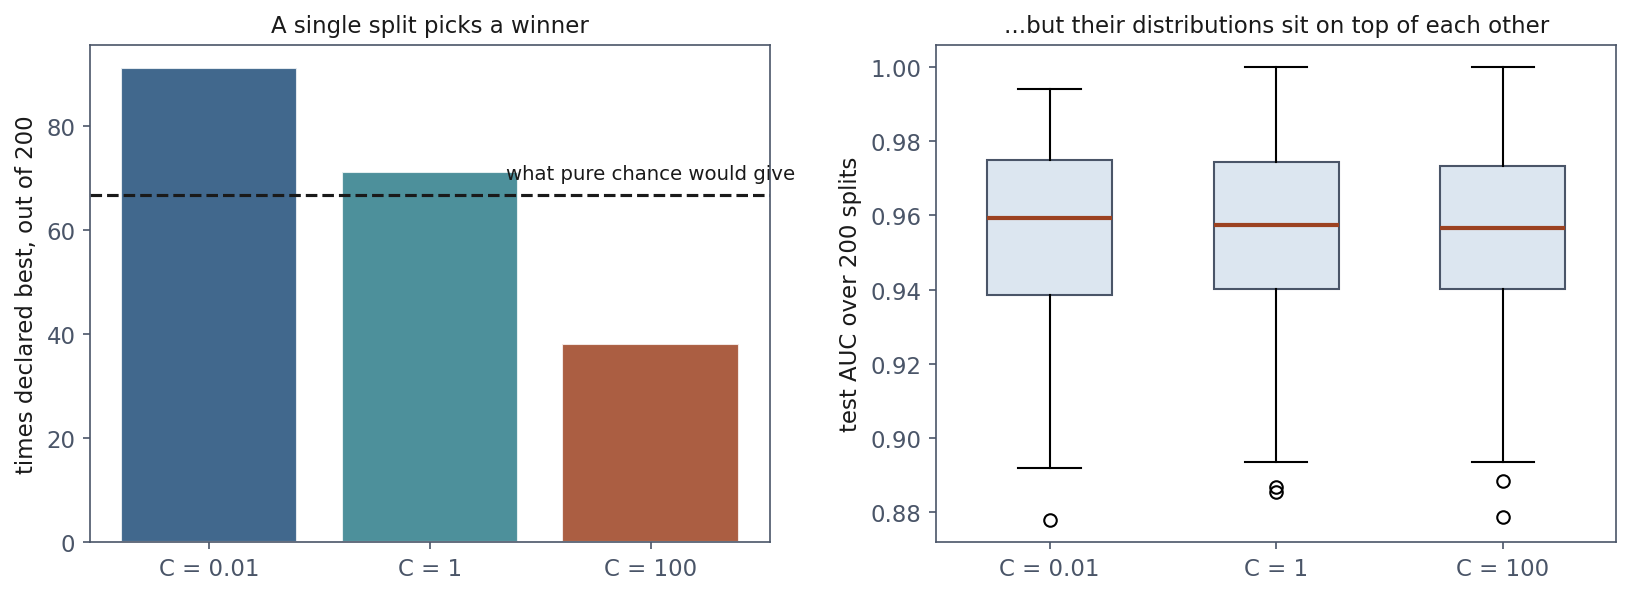 A single split picks a winner
times declared best, out of 200
80
60
40
20
0
what pure chance would give
C = 0.01
C = 1
C = 100
...but their distributions sit on top of each other
test AUC over 200 splits
1.00
0.98
0.96
0.94
0.92
0.90
0.88
C = 0.01
C = 1
C = 100